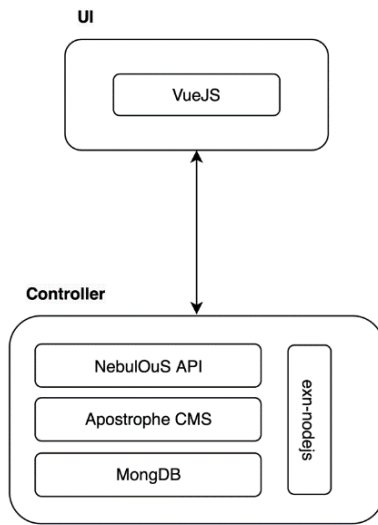 UI
VueJS
Controller
NebulOuS API
Apostrophe CMS
MongDB
exn-nodejs